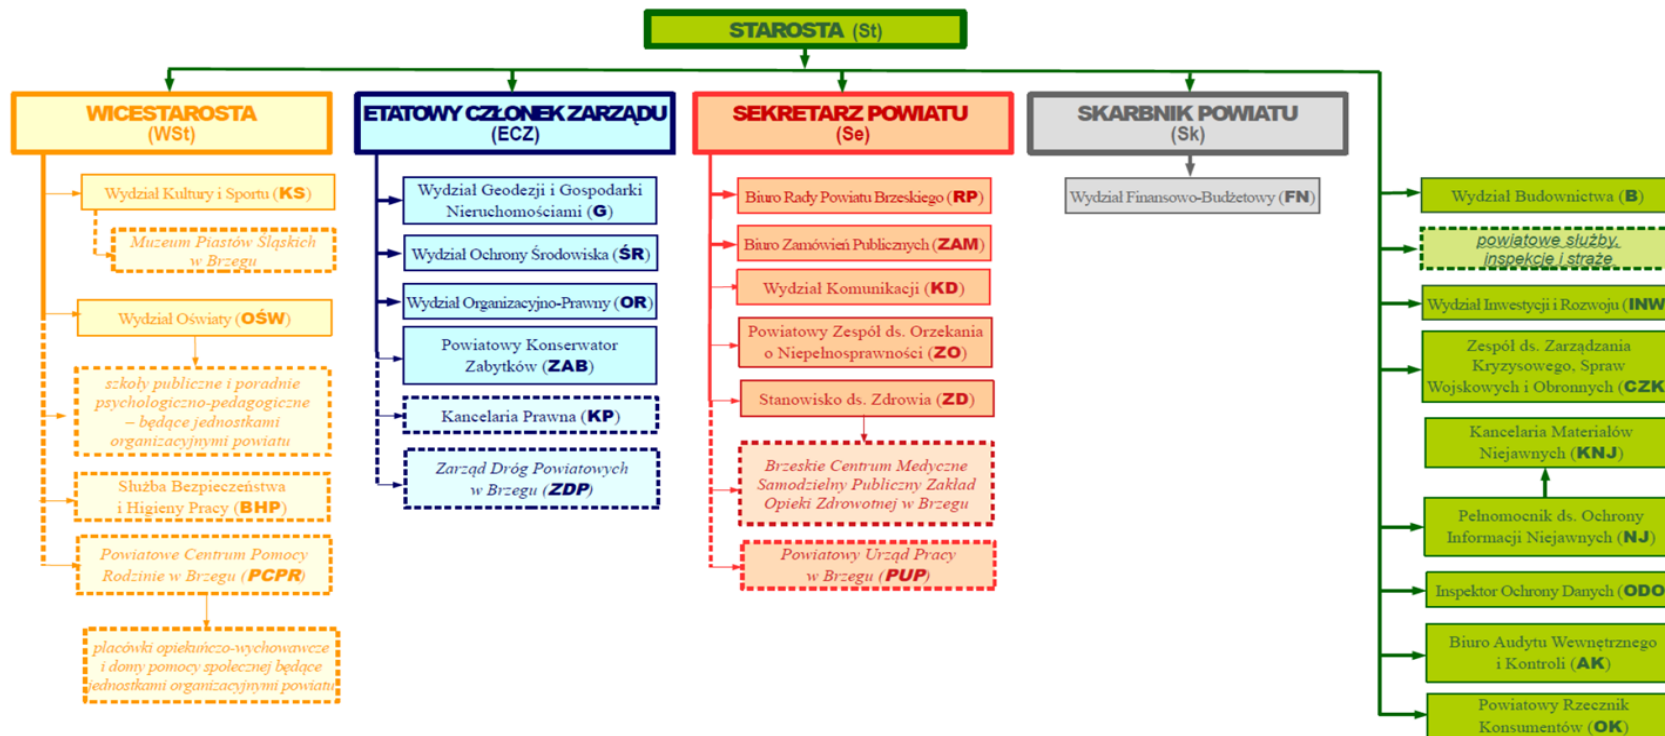 STAROSTA (St)
WICESTAROSTA
(WSt)
Wydział Kultury i Sportu (KS)
Muzeum Piastów Śląskich
w Brzegu
Wydział Oświaty (OŚW)
szkoły publiczne i poradnie
psychologiczno-pedagogiczne
– będące jednostkami
organizacyjnymi powiatu
Służba Bezpieczeństwa
i Higieny Pracy (BHP)
Powiatowe Centrum Pomocy
Rodzinie w Brzegu (PCPR)
placówki opiekuńczo-wychowawcze
i domy pomocy społecznej będące
jednostkami organizacyjnymi powiatu
ETATOWY CZŁONEK ZARZĄDU
(ECZ)
Wydział Geodezji i Gospodarki
Nieruchomościami (G)
Wydział Ochrony Środowiska (ŚR)
Wydział Organizacyjno-Prawny (OR)
Powiatowy Konserwator
Zabytków (ZAB)
Kancelaria Prawna (KP)
Zarząd Dróg Powiatowych
w Brzegu (ZDP)
SEKRETARZ POWIATU
(Se)
Biuro Rady Powiatu Brzeskiego (RP)
Biuro Zamówień Publicznych (ZAM)
Wydział Komunikacji (KD)
Powiatowy Zespół ds. Orzekania
o Niepełnosprawności (ZO)
Stanowisko ds. Zdrowia (ZD)
Brzeskie Centrum Medyczne
Samodzielny Publiczny Zakład
Opieki Zdrowotnej w Brzegu
Powiatowy Urząd Pracy
w Brzegu (PUP)
SKARBNIK POWIATU
(Sk)
Wydział Finansowo-Budżetowy (FN)
Wydział Budownictwa (B)
powiatowe służby,
inspekcje i straże
Wydział Inwestycji i Rozwoju (INW)
Zespół ds. Zarządzania
Kryzysowego, Spraw
Wojskowych i Obronnych (CZK)
Kancelaria Materiałów
Niejawnych (KNJ)
Pełnomocnik ds. Ochrony
Informacji Niejawnych (NJ)
Inspektor Ochrony Danych (ODO)
Biuro Audytu Wewnętrznego
i Kontroli (AK)
Powiatowy Rzecznik
Konsumentów (OK)